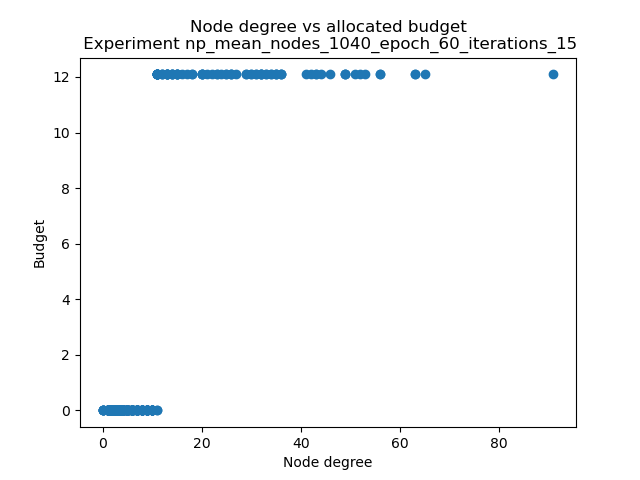 Node degree vs allocated budget
Experiment np_mean_nodes_1040_epoch_60_iterations_15
12
10
8
6
4
2
0
Budget
0 20 40 60 80
Node degree